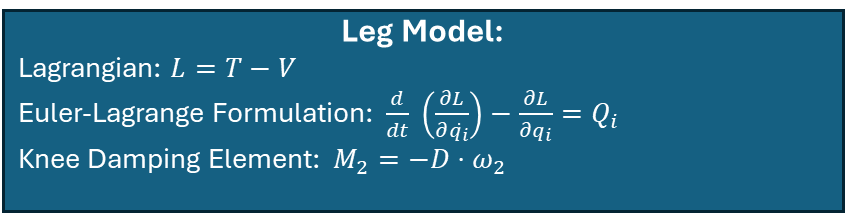 Leg Model:
Lagrangian: L = T − V
Euler-Lagrange Formulation: d/dt (∂L/∂q̇ᵢ) − ∂L/∂qᵢ = Qᵢ
Knee Damping Element: M₂ = −D · ω₂